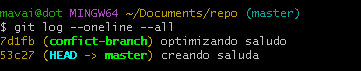 mavai@dot MINGW64 ~/Documents/repo (master)
$ git log --oneline --all
7d1fb (comfict-branch) optimizando saludo
53c27 (HEAD -> master) creando saluda